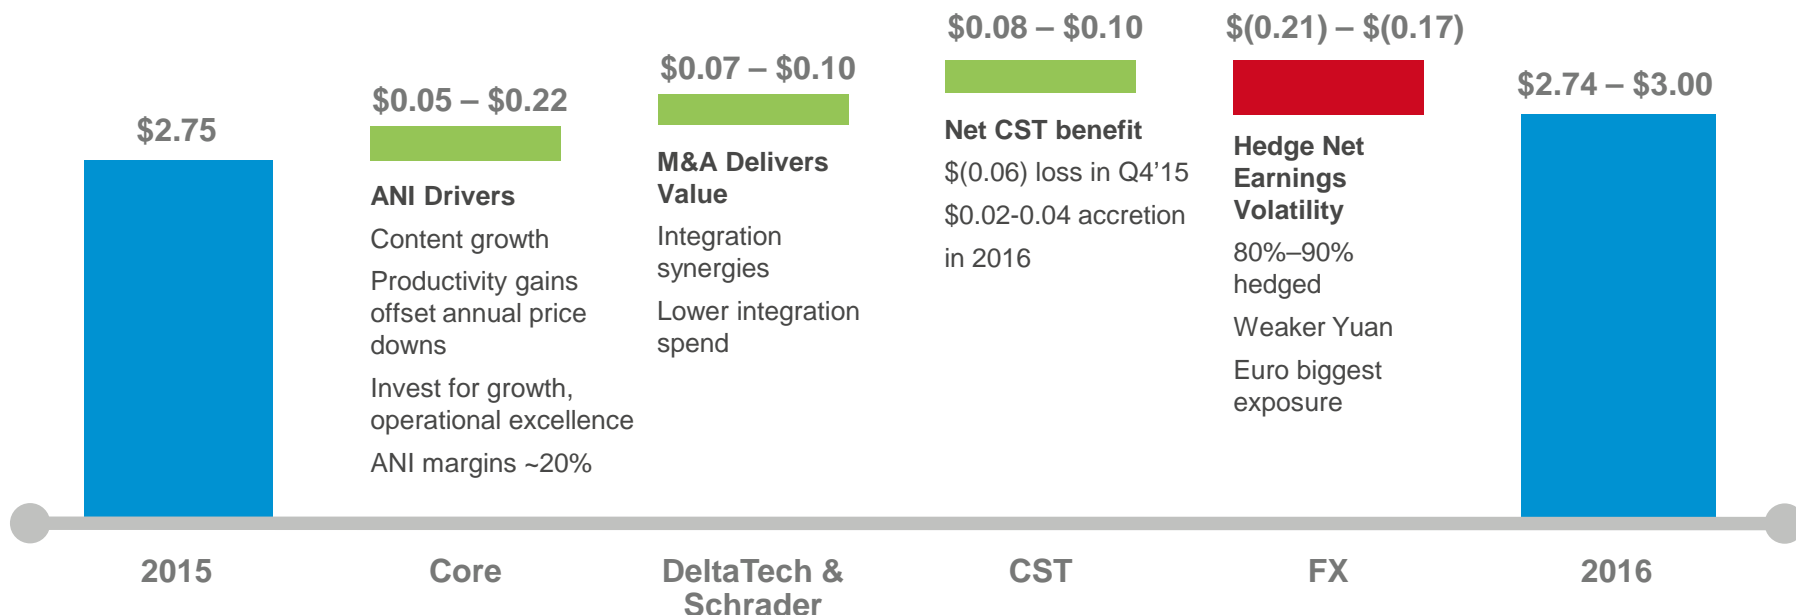 $2.75
$0.05 – $0.22
ANI Drivers
Content growth
Productivity gains
offset annual price
downs
Invest for growth,
operational excellence
ANI margins ~20%
$0.07 – $0.10
M&A Delivers
Value
Integration
synergies
Lower integration
spend
$0.08 – $0.10
Net CST benefit
$(0.06) loss in Q4’15
$0.02-0.04 accretion
in 2016
$(0.21) – $(0.17)
Hedge Net
Earnings
Volatility
80%–90%
hedged
Weaker Yuan
Euro biggest
exposure
$2.74 – $3.00
2015
Core
DeltaTech &
Schrader
CST
FX
2016